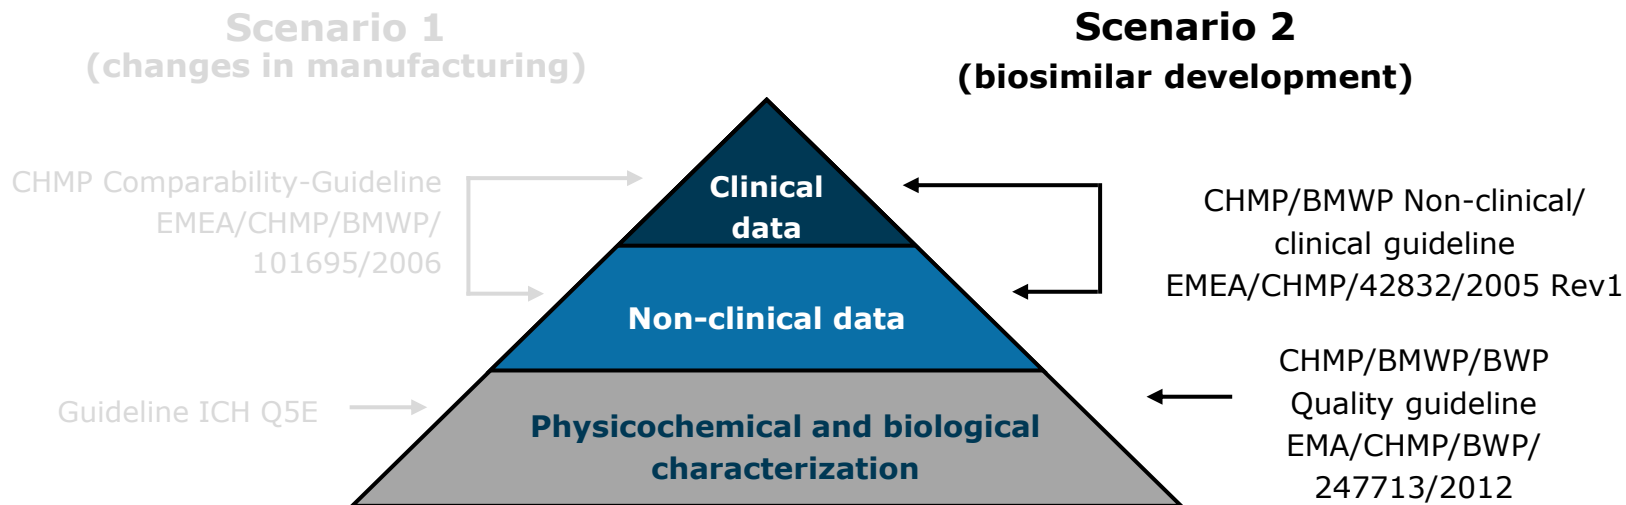 Scenario 1
(changes in manufacturing)
Scenario 2
(biosimilar development)
CHMP Comparability-Guideline
EMEA/CHMP/BMWP/
101695/2006
Guideline ICH Q5E
Clinical
data
Non-clinical data
Physicochemical and biological
characterization
CHMP/BMWP Non-clinical/
clinical guideline
EMEA/CHMP/42832/2005 Rev1
CHMP/BMWP/BWP
Quality guideline
EMA/CHMP/BWP/
247713/2012